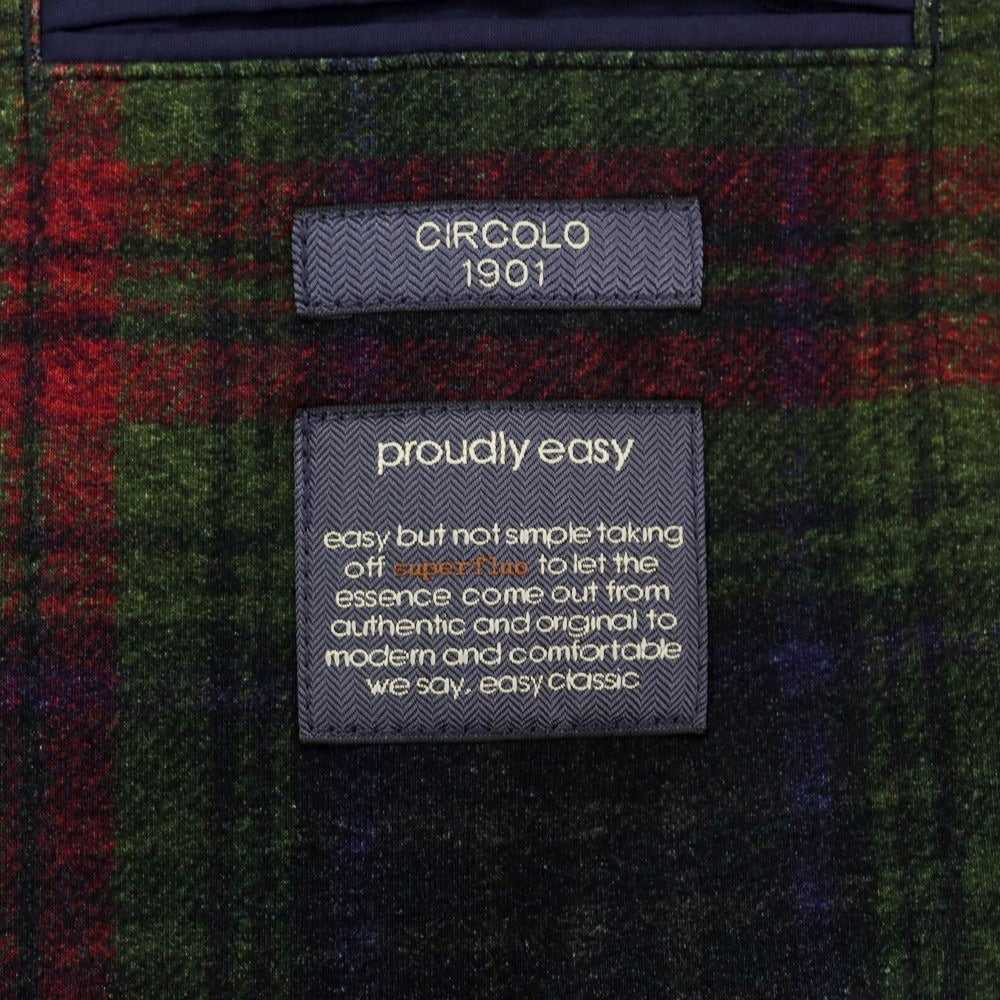 CIRCOLO
1901
proudly easy
easy but not simple taking
off superfluo to let the
essence come out from
authentic and original to
modern and comfortable
we say. easy classic